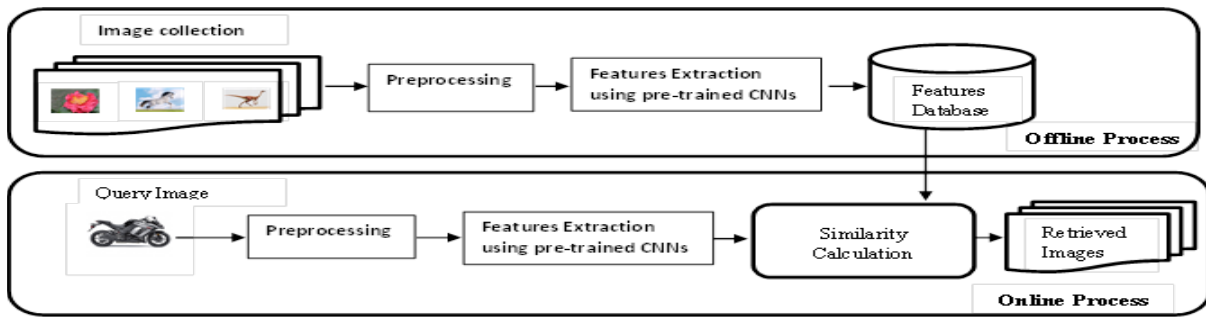 Image collection
Preprocessing
Features Extraction
using pre-trained CNNs
Features
Database
Offline Process
Query Image
Preprocessing
Features Extraction
using pre-trained CNNs
Similarity
Calculation
Retrieved
Images
Online Process